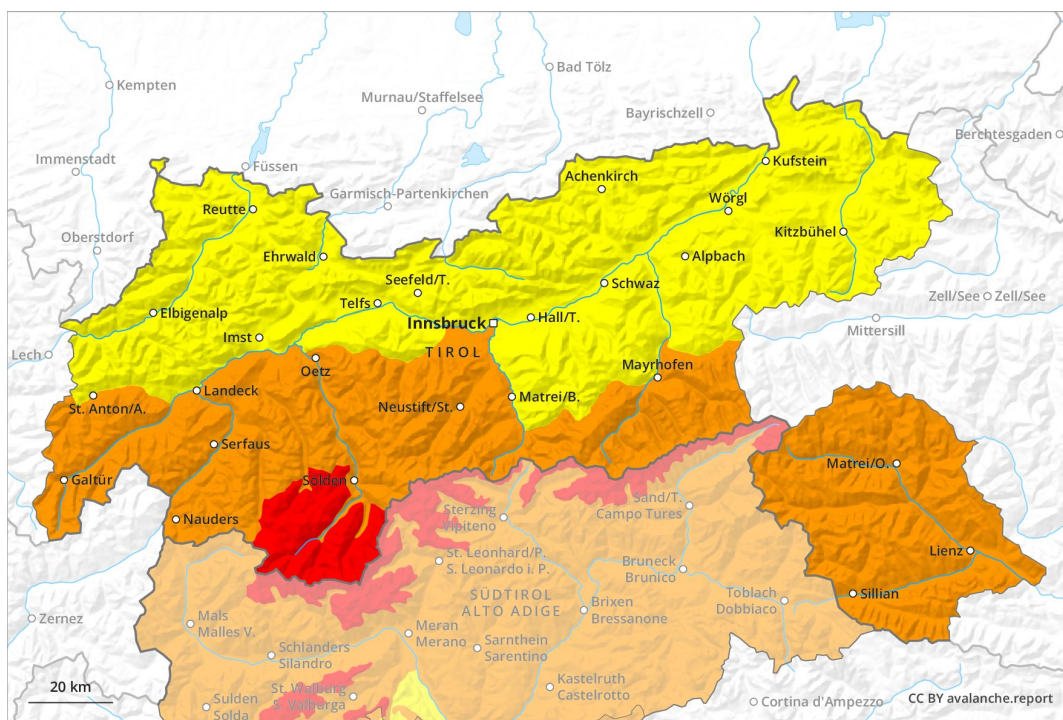 Kempten
Bad Tölz
Murnau/Staffelsee
Bayrischzell
Berchtesgaden
Immenstadt
Füssen
Kufstein
Achenkirch
Garmisch-Partenkirchen
Wörgl
Reutte
Oberstdorf
Kitzbühel
Ehrwald
Alpbach
Seefeld/T.
Schwaz
Telfs
Zell/See
Zell/See
Elbigenalp
Hall/T.
Innsbruck
Mittersill
Imst
Lech
TIROL
Mayrhofen
Oetz
Landeck
Matrei/B.
St. Anton/A.
Neustift/St.
Serfaus
Matrei/O.
Galtür
Sölden
Sand/T.
Campo Tures
Sterzing
Vipiteno
Nauders
Lienz
St. Leonhard/P.
S. Leonardo i. P.
Bruneck
Brunico
SÜDTIROL
ALTO ADIGE
Toblach
Dobbiaco
Sillian
Brixen
Bressanone
Zernez
Mals
Malles V.
Meran
Merano
Sarnthein
Sarentino
Schlanders
Silandro
20 km
St. Walburg
S. Valburga
Kastelruth
Castelrotto
Sulden
Solda
Cortina d'Ampezzo
CC BY avalanche.report